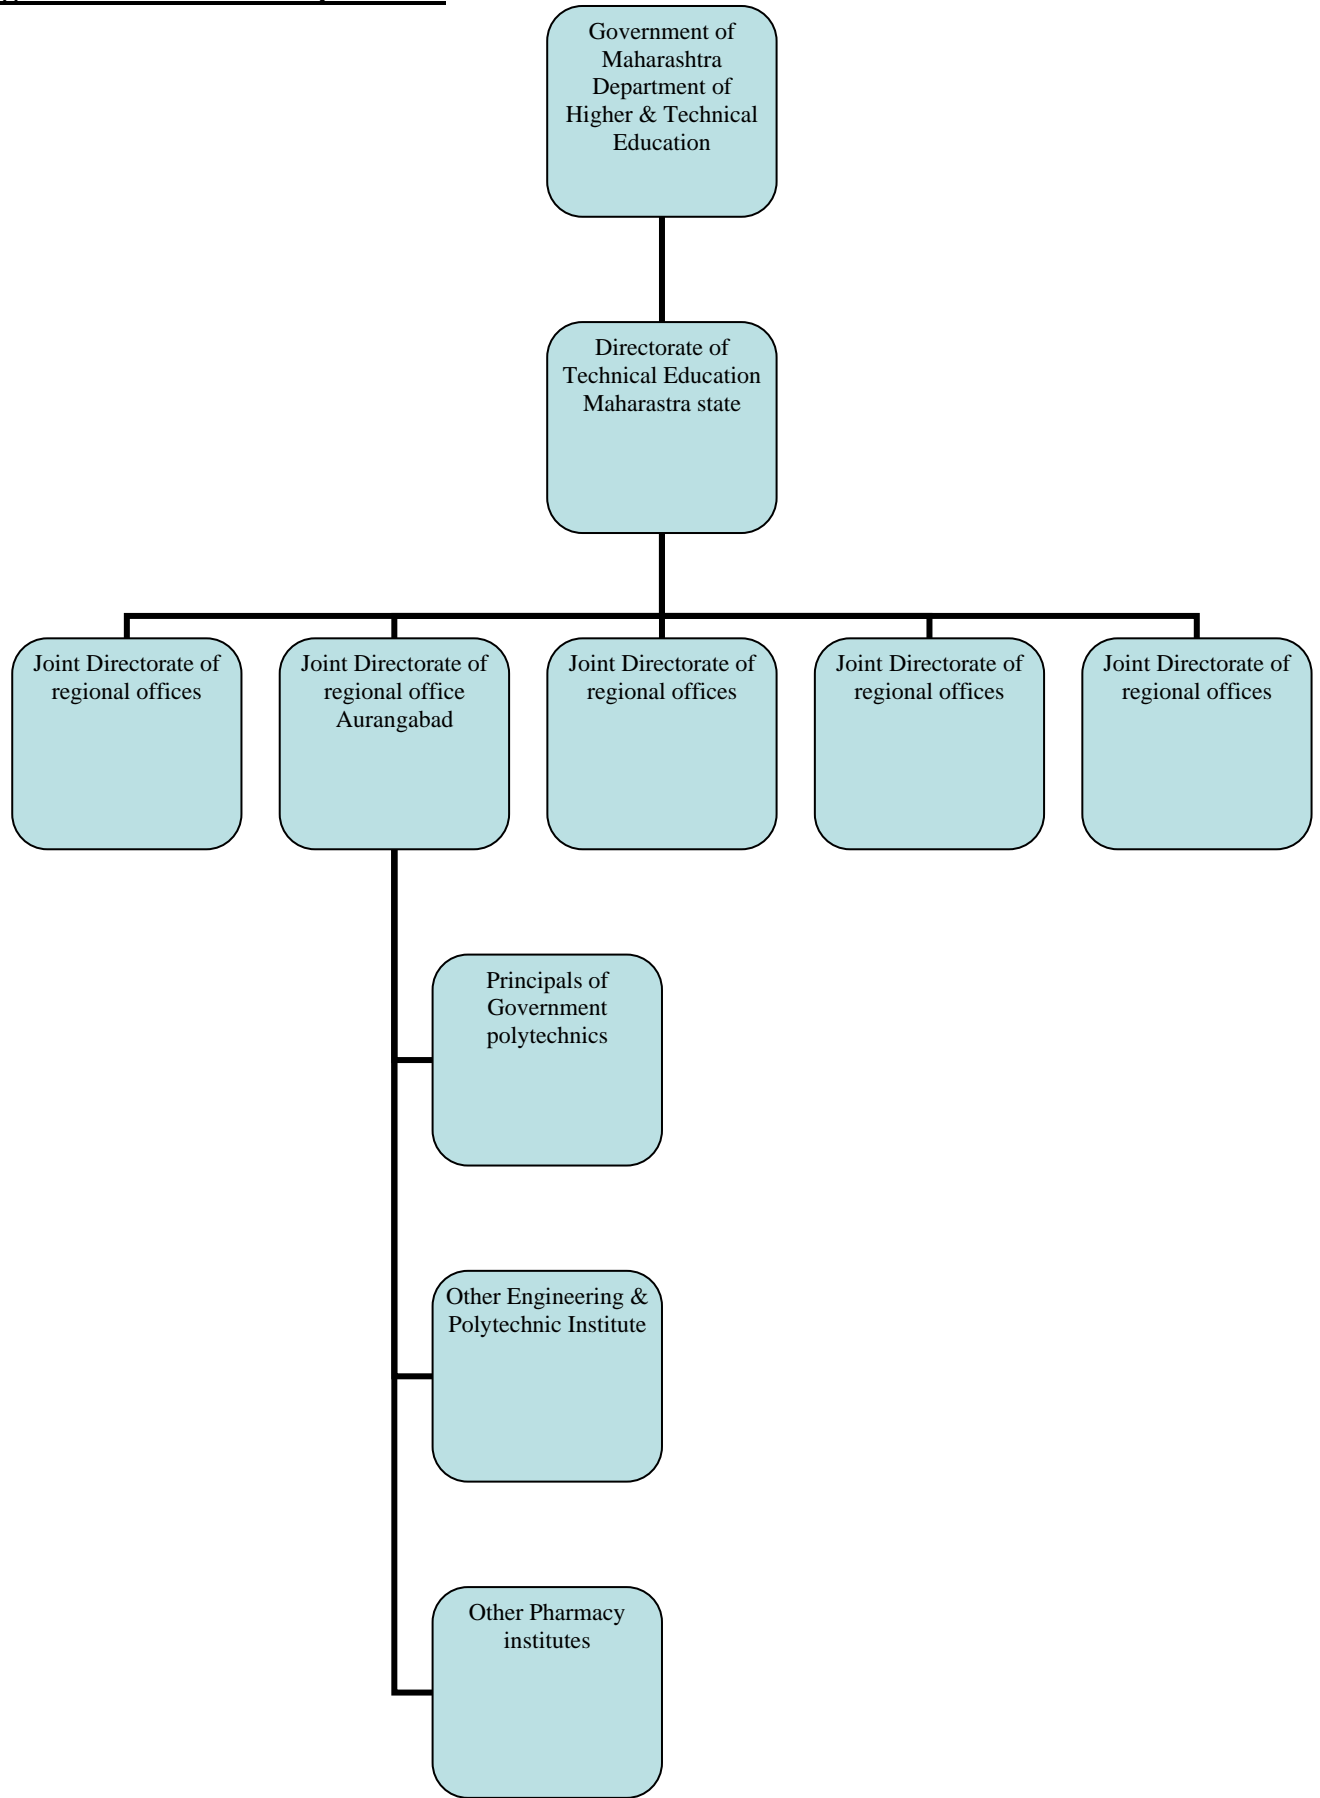 Government of
Maharashtra
Department of
Higher & Technical
Education
Directorate of
Technical Education
Maharastra state
Joint Directorate of
regional offices
Joint Directorate of
regional office
Aurangabad
Joint Directorate of
regional offices
Joint Directorate of
regional offices
Joint Directorate of
regional offices
Principals of
Government
polytechnics
Other Engineering &
Polytechnic Institute
Other Pharmacy
institutes